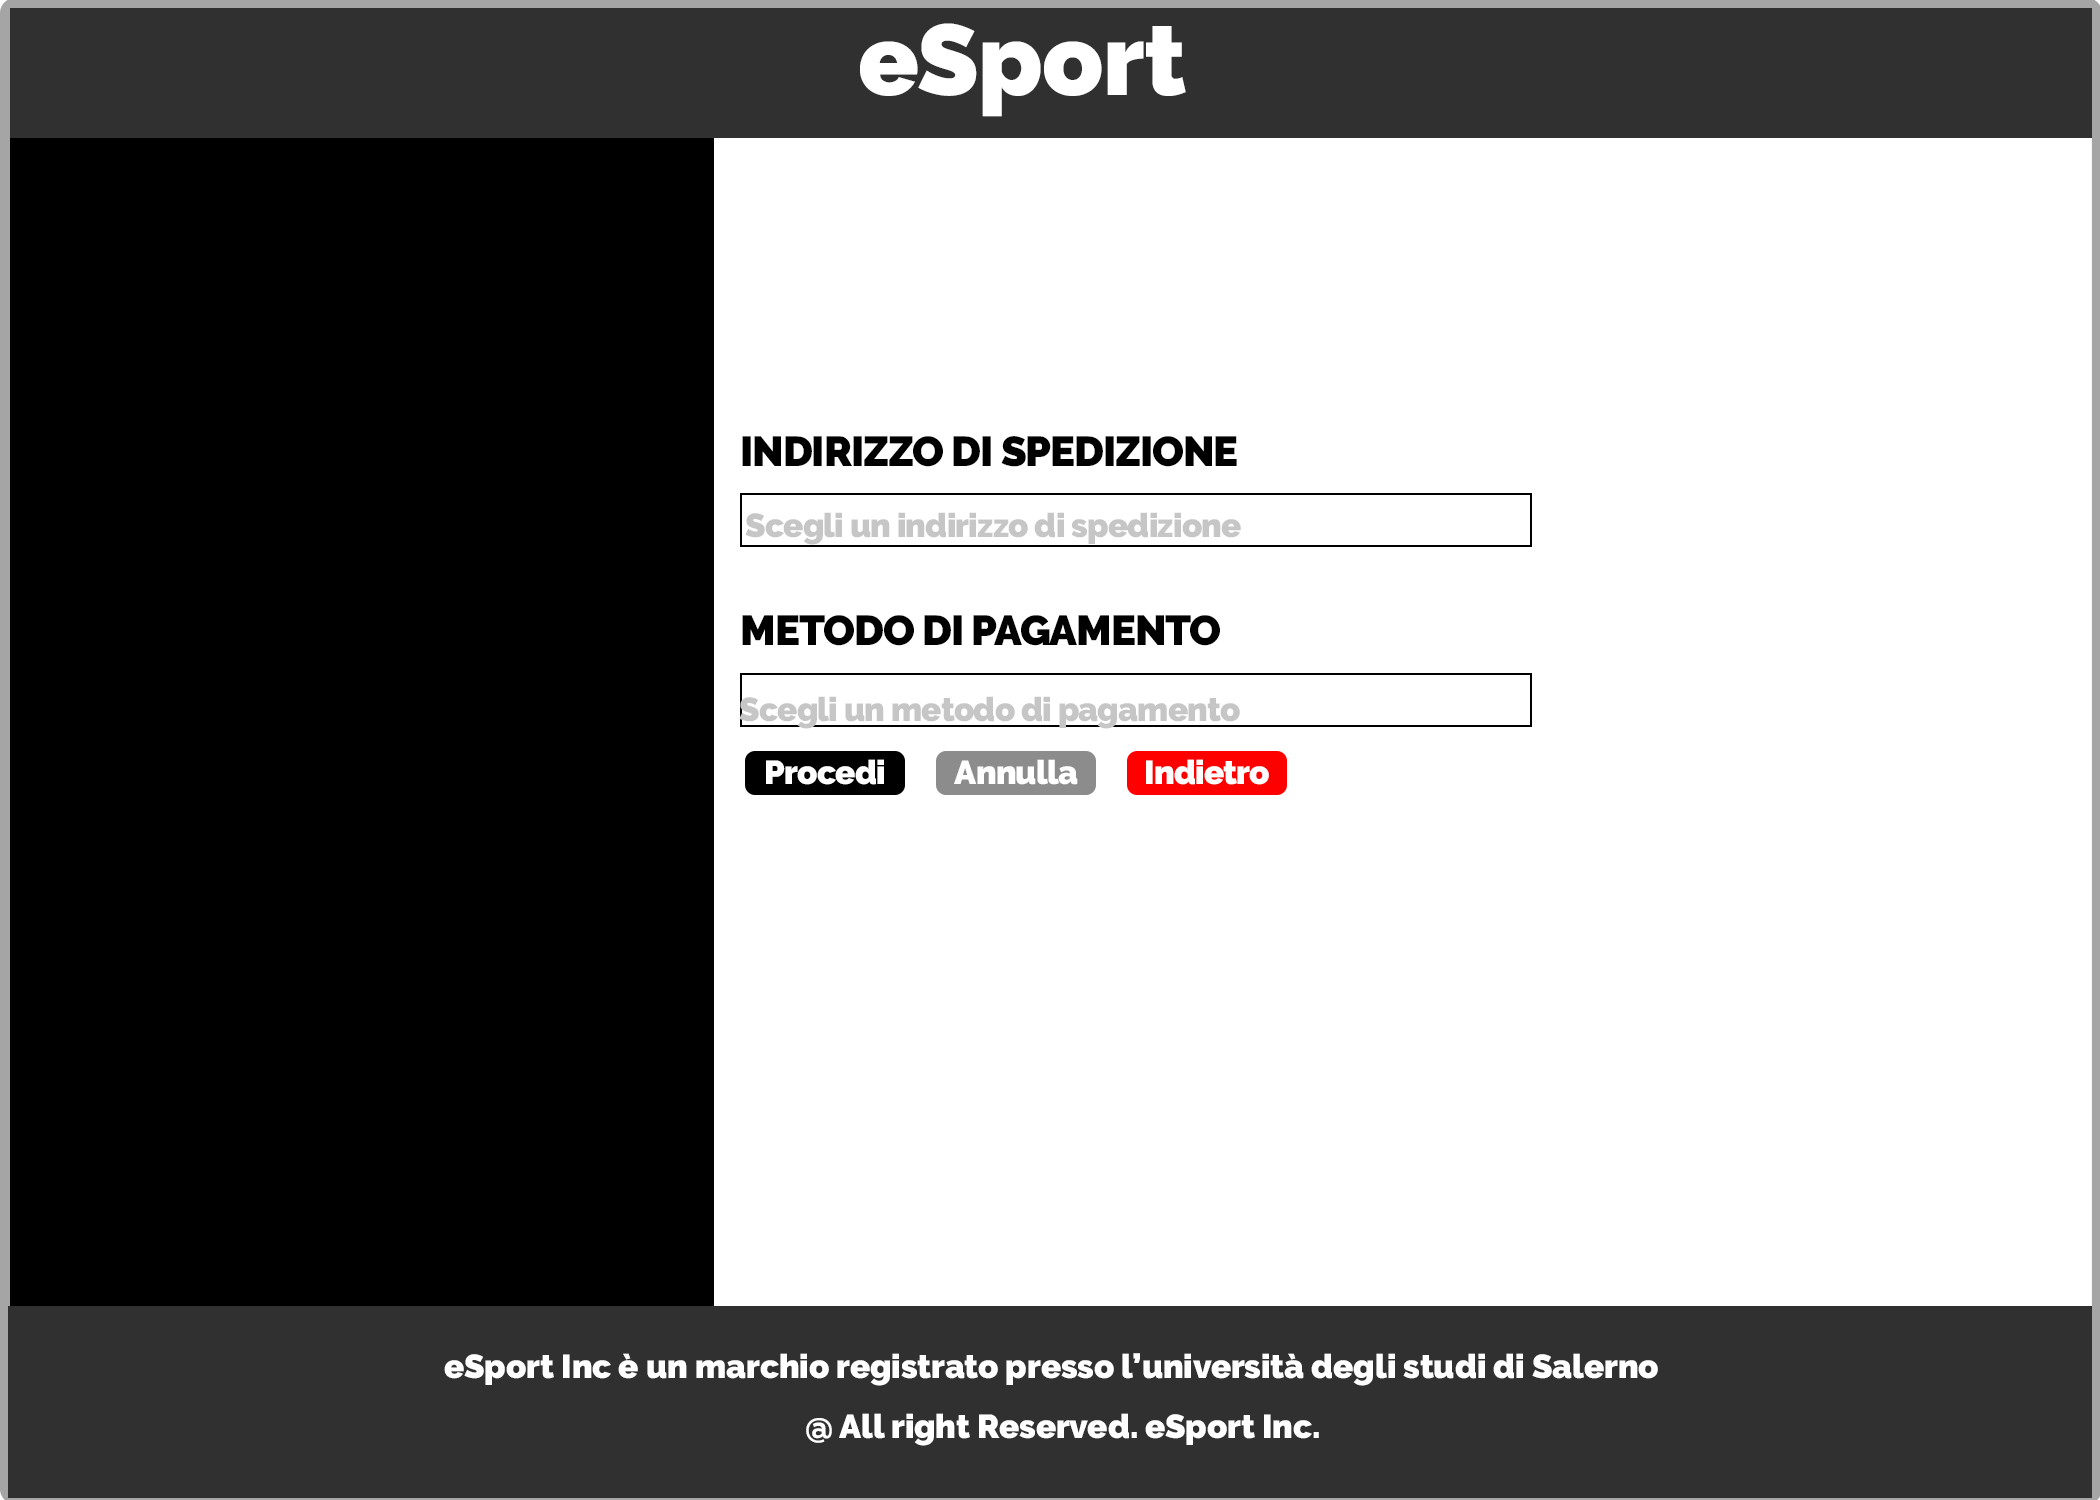 eSport
INDIRIZZO DI SPEDIZIONE
Scegli un indirizzo di spedizione
METODO DI PAGAMENTO
Scegli un metodo di pagamento
Procedi Annulla Indietro
eSport Inc è un marchio registrato presso l’università degli studi di Salerno
@ All right Reserved. eSport Inc.